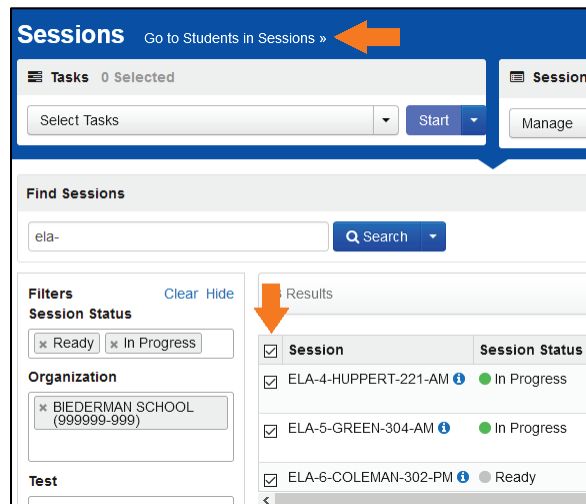 Sessions Go to Students in Sessions »
Tasks 0 Selected
Session
Select Tasks
Start
Manage
Find Sessions
ela-
Search
Filters Clear Hide
Results
Session Status
× Ready × In Progress
Session Session Status
Organization
ELA-4-HUPPERT-221-AM In Progress
× BIEDERMAN SCHOOL
(999999-999)
ELA-5-GREEN-304-AM In Progress
Test
ELA-6-COLEMAN-302-PM Ready